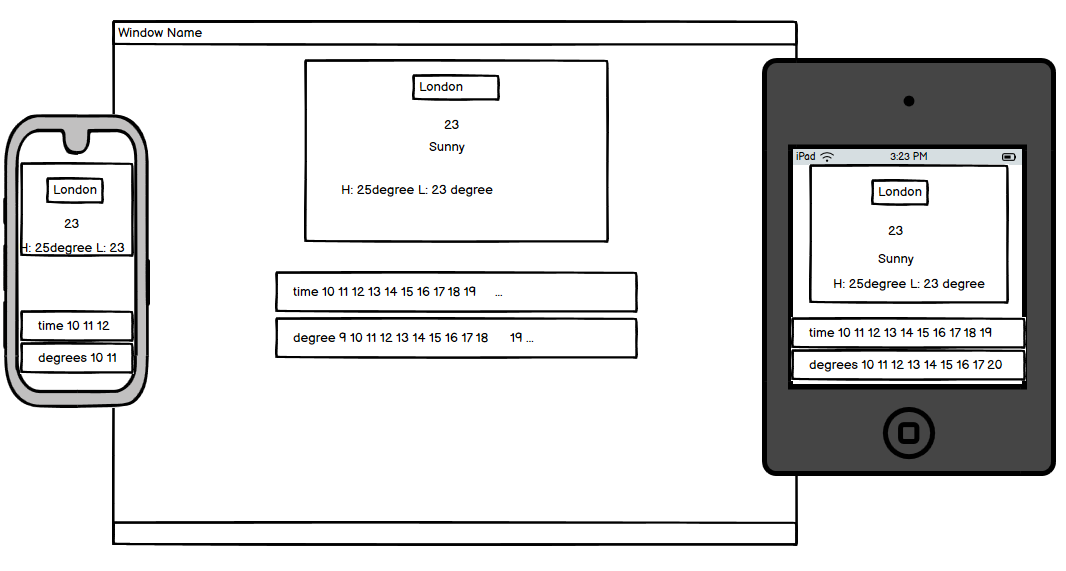 Window Name
London
23
Sunny
H: 25degree L: 23 degree
time 10 11 12 13 14 15 16 17 18 19 ...
degree 9 10 11 12 13 14 15 16 17 18 19 ...
London
23
H: 25degree L: 23
time 10 11 12
degrees 10 11
iPad 3:23 PM
London
23
Sunny
H: 25degree L: 23 degree
time 10 11 12 13 14 15 16 17 18 19
degrees 10 11 12 13 14 15 16 17 20